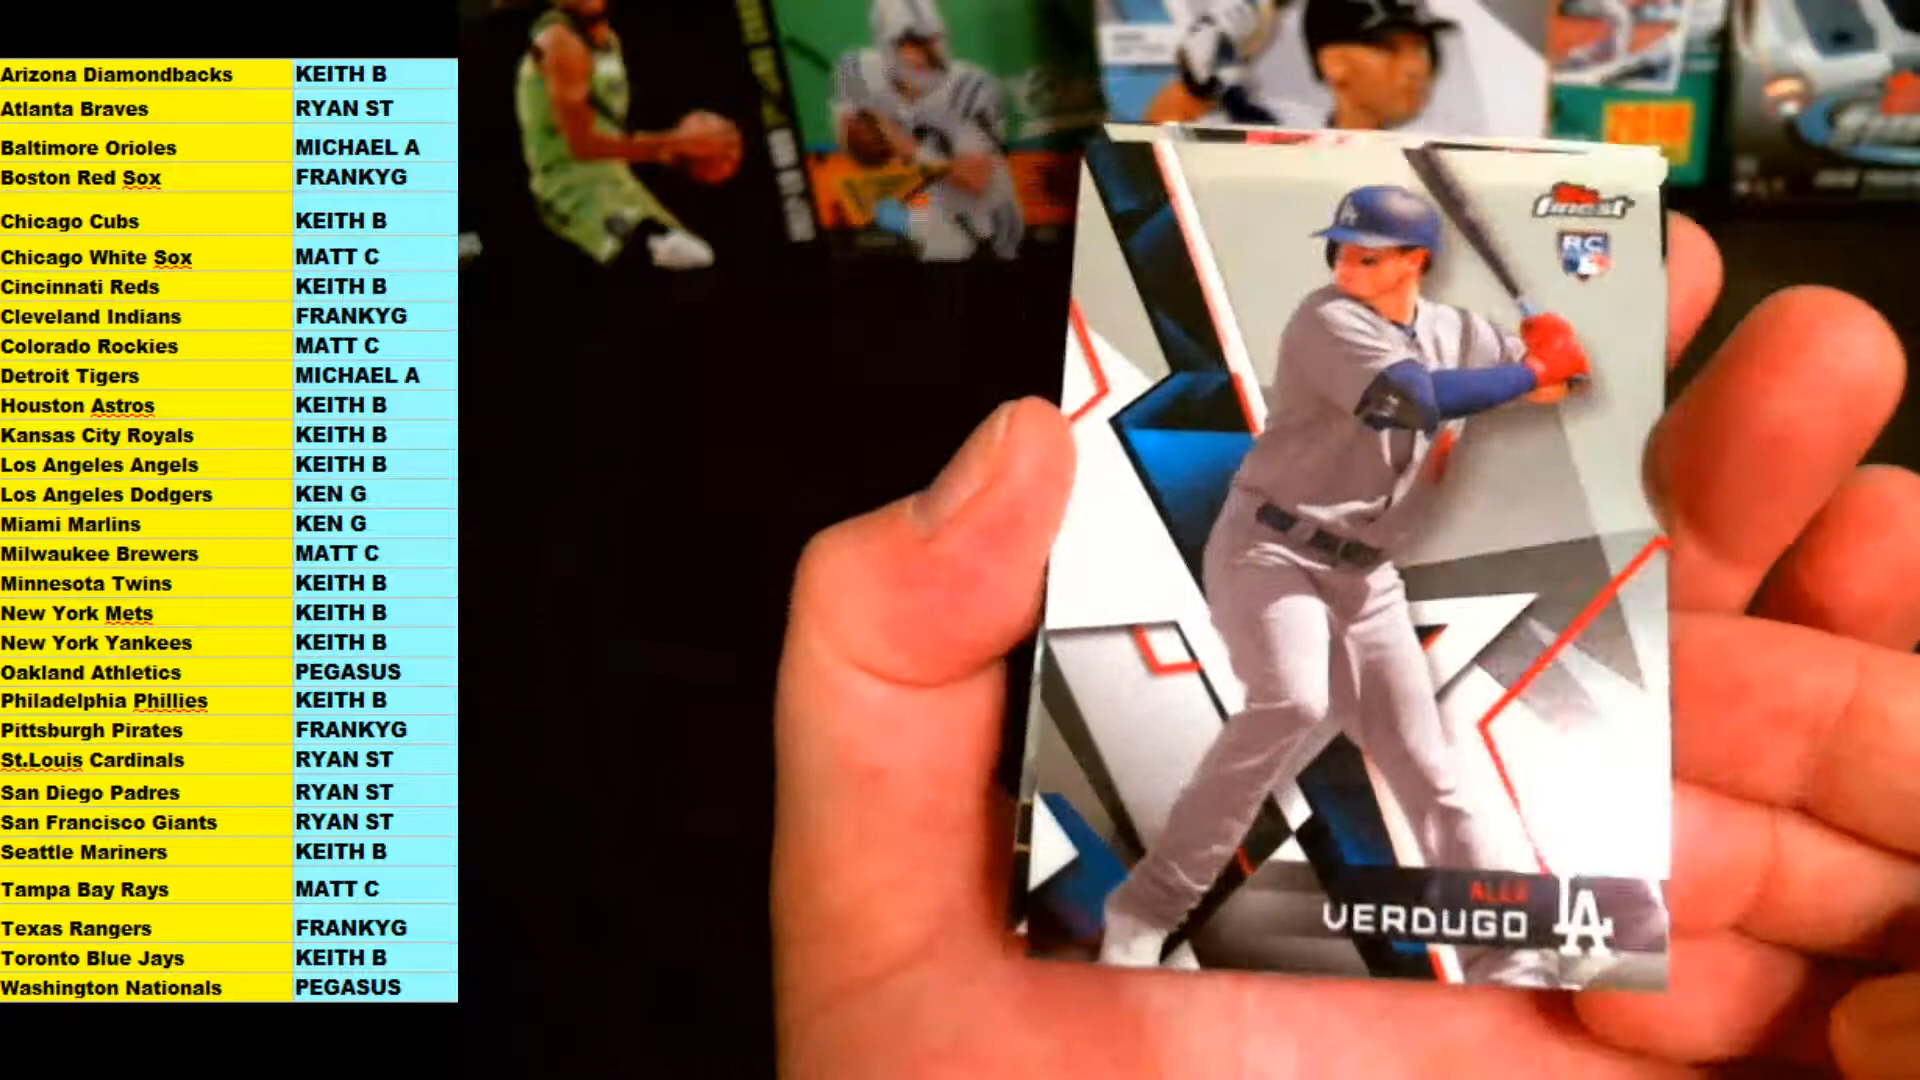 Arizona Diamondbacks KEITH B
Atlanta Braves RYAN ST
Baltimore Orioles MICHAEL A
Boston Red Sox FRANKYG
Chicago Cubs KEITH B
Chicago White Sox MATT C
Cincinnati Reds KEITH B
Cleveland Indians FRANKYG
Colorado Rockies MATT C
Detroit Tigers MICHAEL A
Houston Astros KEITH B
Kansas City Royals KEITH B
Los Angeles Angels KEITH B
Los Angeles Dodgers KEN G
Miami Marlins KEN G
Milwaukee Brewers MATT C
Minnesota Twins KEITH B
New York Mets KEITH B
New York Yankees KEITH B
Oakland Athletics PEGASUS
Philadelphia Phillies KEITH B
Pittsburgh Pirates FRANKYG
St.Louis Cardinals RYAN ST
San Diego Padres RYAN ST
San Francisco Giants RYAN ST
Seattle Mariners KEITH B
Tampa Bay Rays MATT C
Texas Rangers FRANKYG
Toronto Blue Jays KEITH B
Washington Nationals PEGASUS
Topps
finest
RC
ALEX
VERDUGO
LA